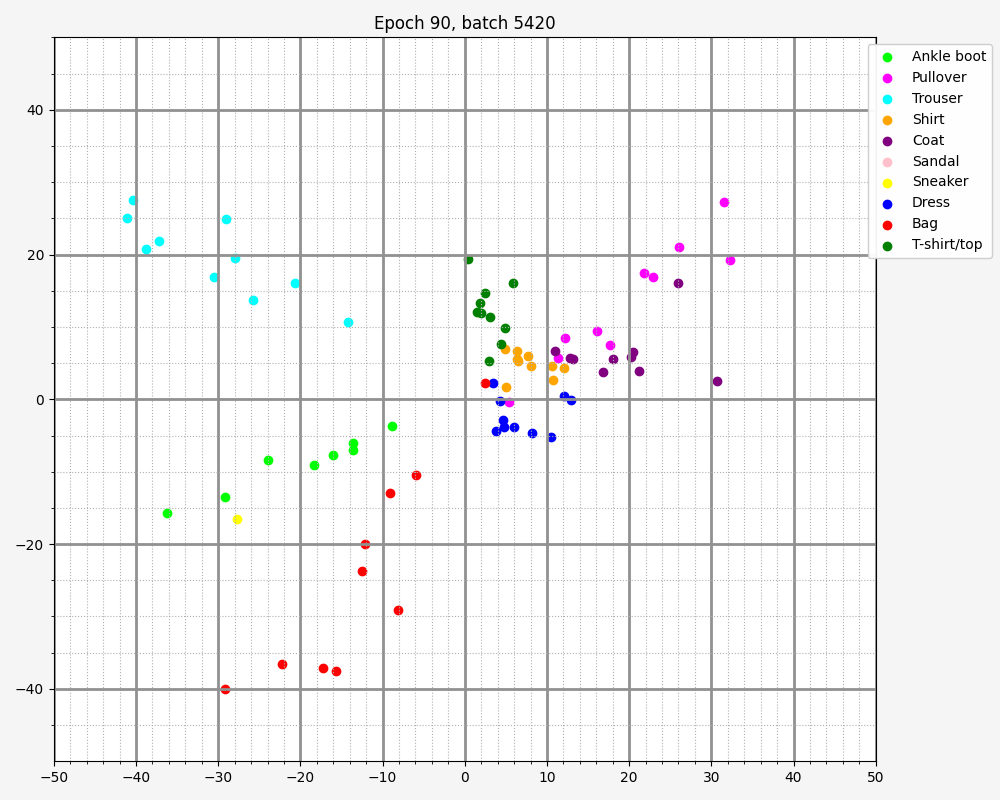 Epoch 90, batch 5420
Ankle boot
Pullover
Trouser
Shirt
Coat
Sandal
Sneaker
Dress
Bag
T-shirt/top
40
20
0
−20
−40
−50
−40
−30
−20
−10
0
10
20
30
40
50